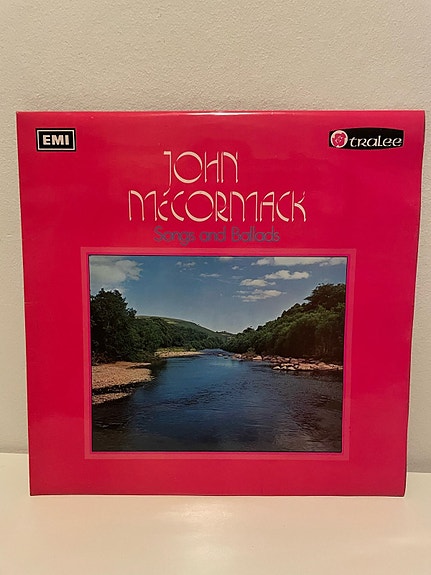 EMI
tralee
JOHN
McCORMACK
Songs and Ballads